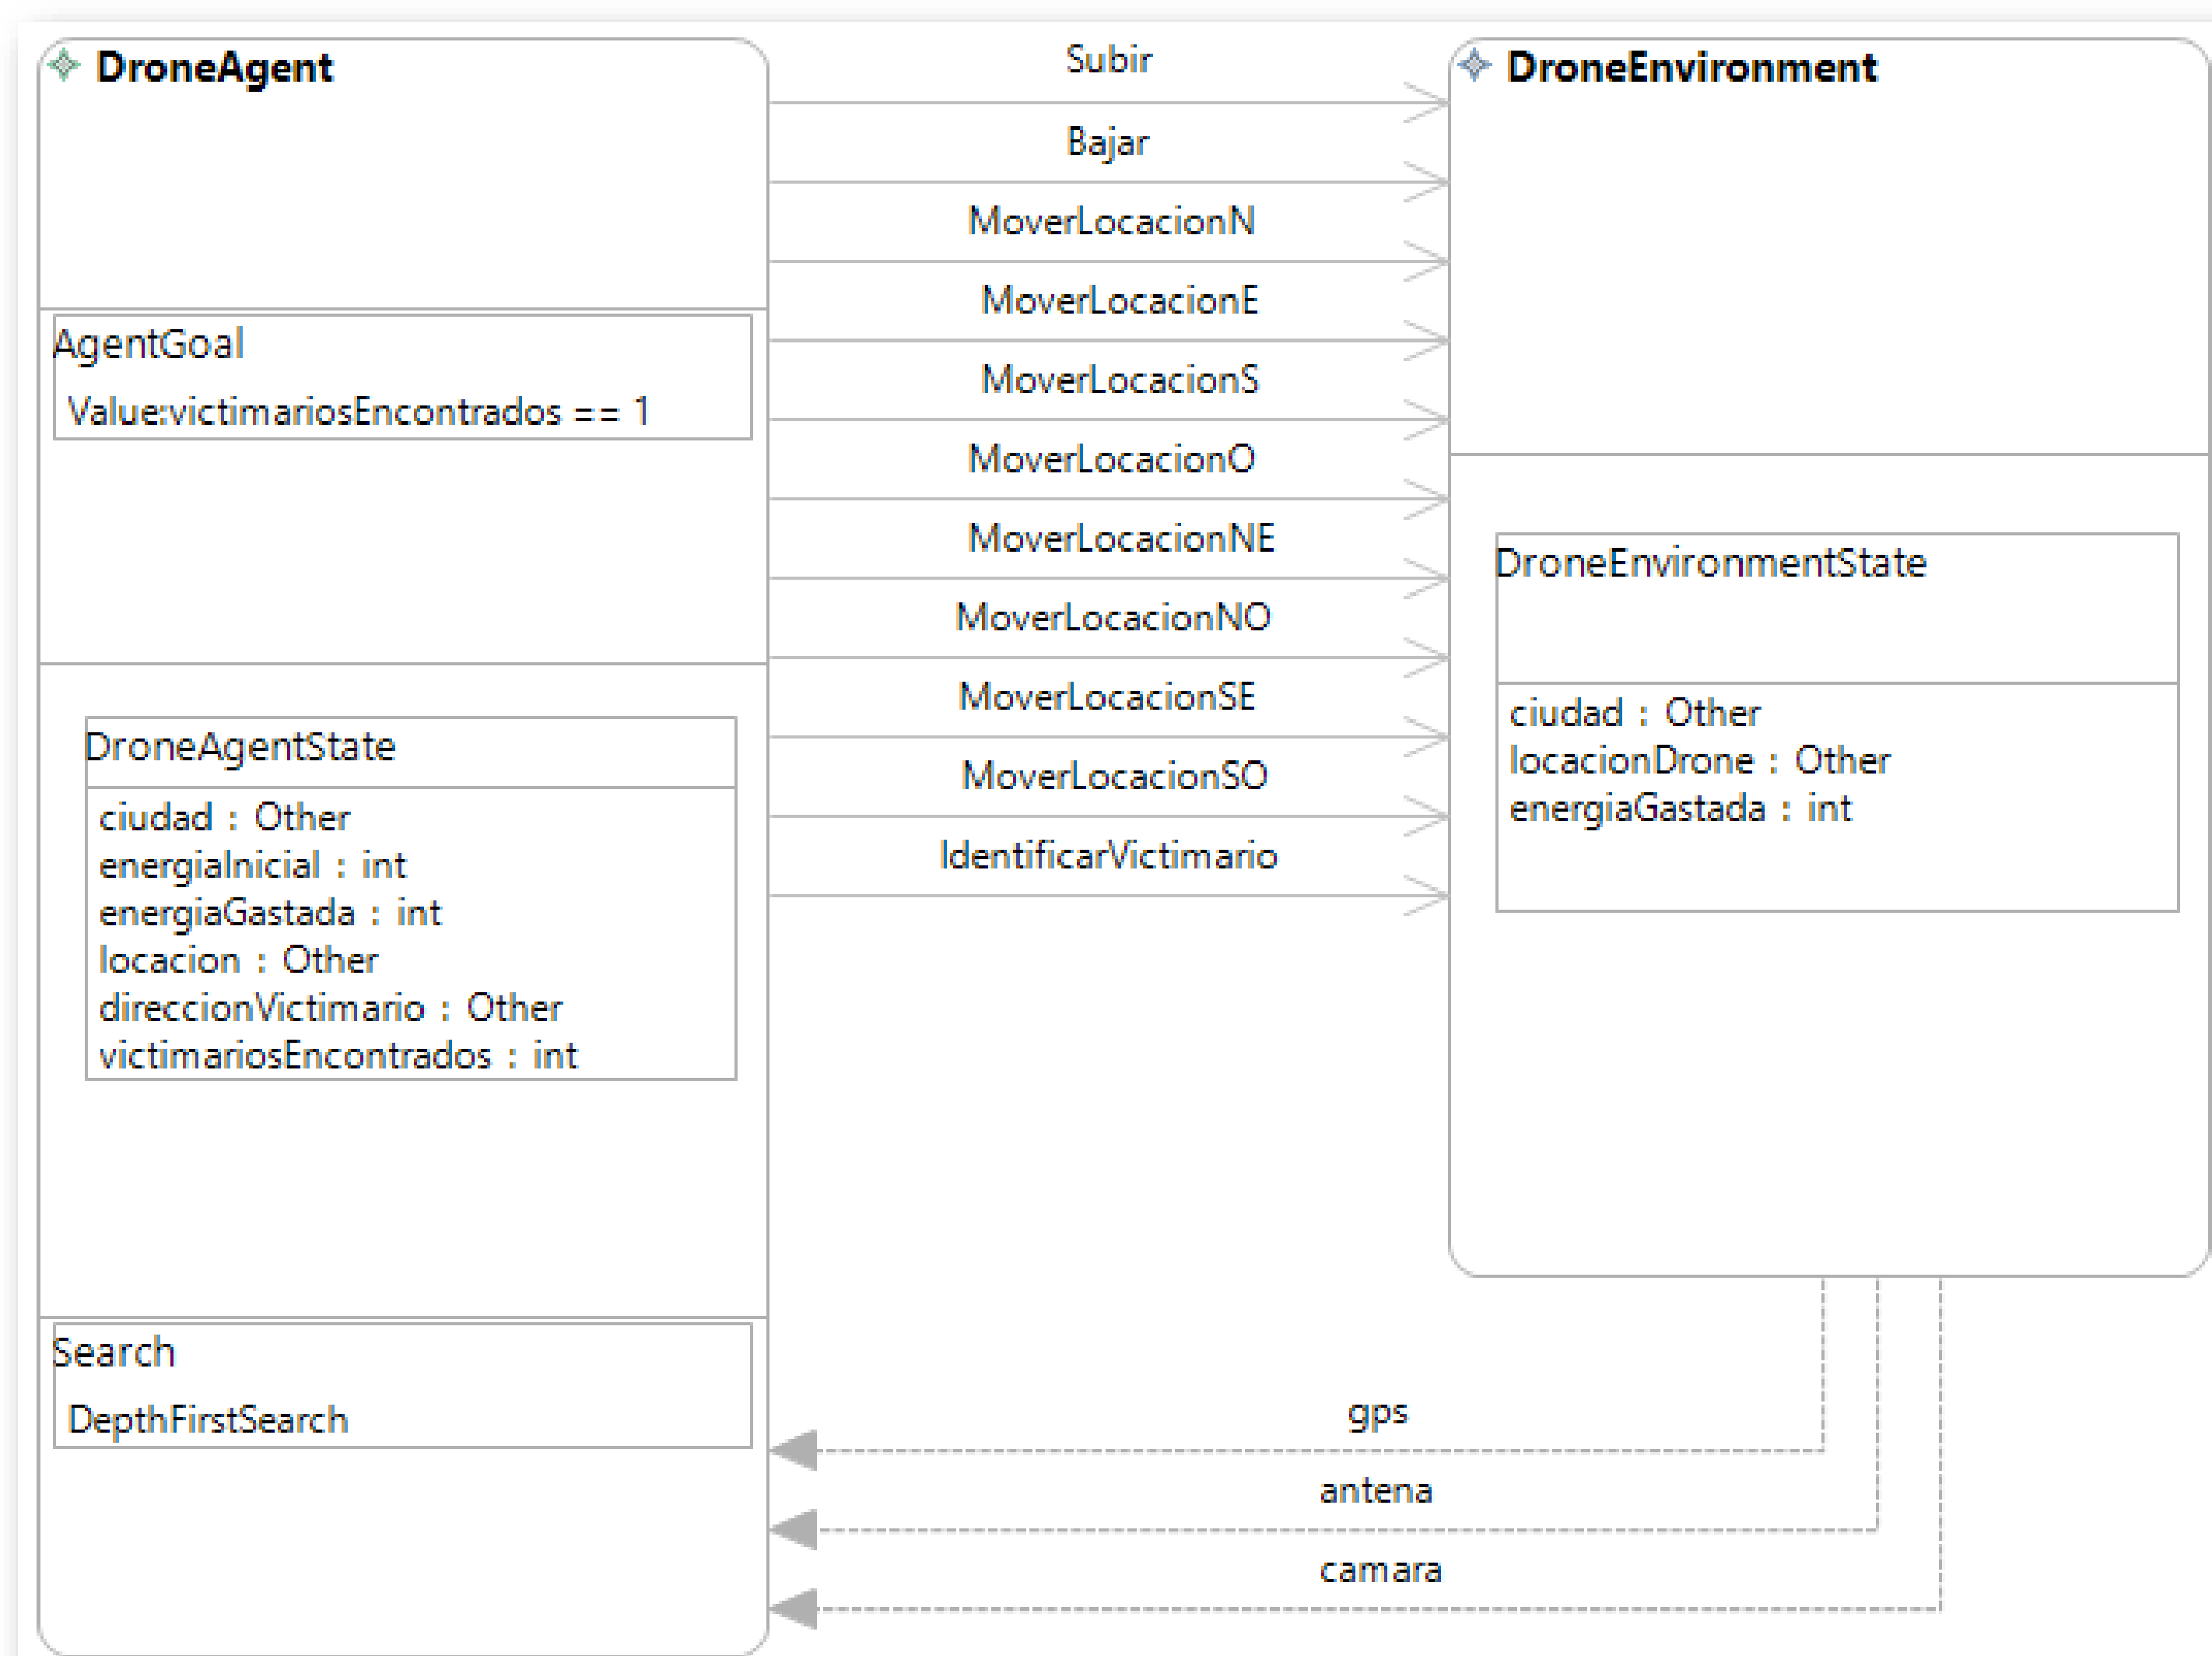 DroneAgent
AgentGoal
Value:victimariosEncontrados == 1
DroneAgentState
ciudad : Other
energiaInicial : int
energiaGastada : int
locacion : Other
direccionVictimario : Other
victimariosEncontrados : int
Search
DepthFirstSearch
Subir
Bajar
MoverLocacionN
MoverLocacionE
MoverLocacionS
MoverLocacionO
MoverLocacionNE
MoverLocacionNO
MoverLocacionSE
MoverLocacionSO
IdentificarVictimario
DroneEnvironment
DroneEnvironmentState
ciudad : Other
locacionDrone : Other
energiaGastada : int
gps
antena
camara